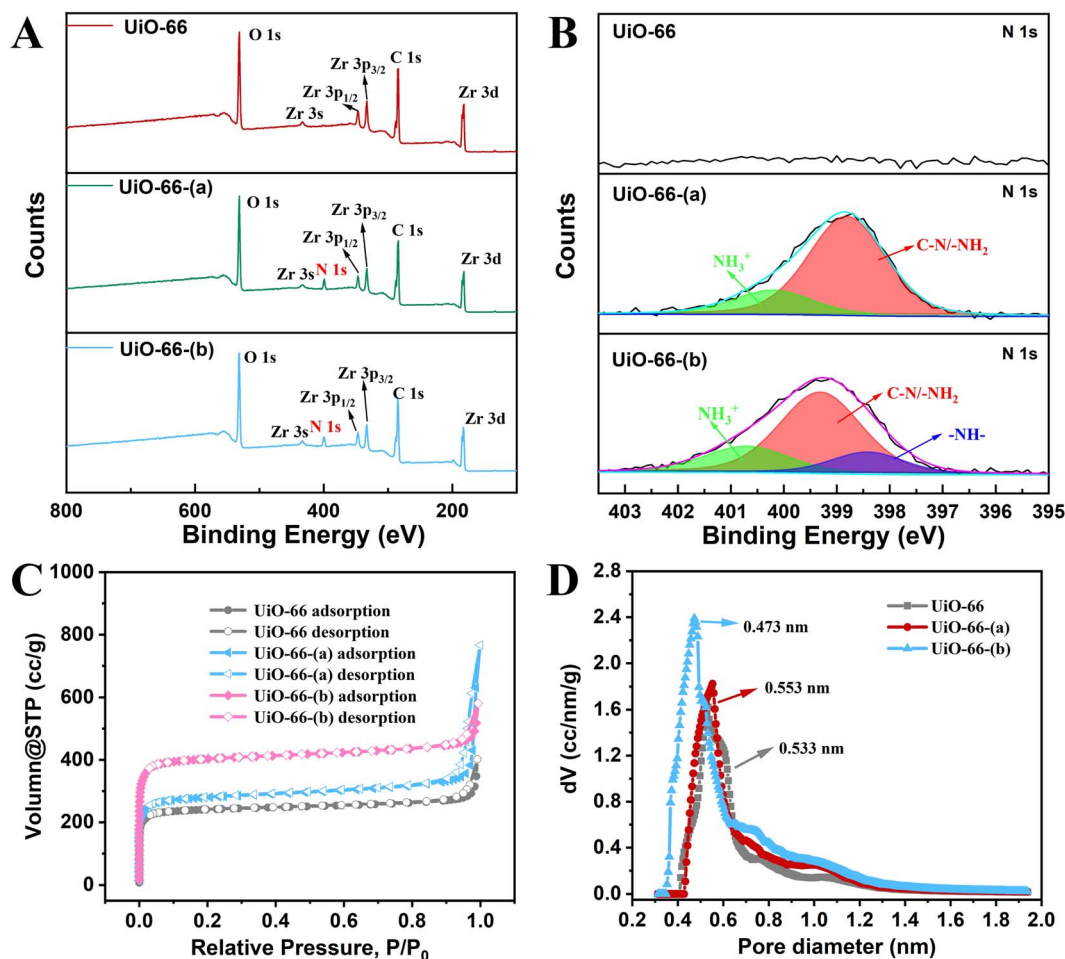 A
UiO-66
O 1s
Zr 3s
Zr 3p1/2
Zr 3p3/2
C 1s
Zr 3d
UiO-66-(a)
O 1s
Zr 3s
N 1s
Zr 3p1/2
Zr 3p3/2
C 1s
Zr 3d
UiO-66-(b)
O 1s
Zr 3s
N 1s
Zr 3p1/2
Zr 3p3/2
C 1s
Zr 3d
Counts
800 600 400 200
Binding Energy (eV)
B
UiO-66
N 1s
UiO-66-(a)
N 1s
NH3+
C-N/-NH2
UiO-66-(b)
N 1s
NH3+
C-N/-NH2
-NH-
Counts
403 402 401 400 399 398 397 396 395
Binding Energy (eV)
C
1000
800
600
400
200
0
Volumn@STP (cc/g)
UiO-66 adsorption
UiO-66 desorption
UiO-66-(a) adsorption
UiO-66-(a) desorption
UiO-66-(b) adsorption
UiO-66-(b) desorption
0.0 0.2 0.4 0.6 0.8 1.0
Relative Pressure, P/P0
D
2.8
2.4
2.0
1.6
1.2
0.8
0.4
0.0
dV (cc/nm/g)
0.473 nm
0.553 nm
0.533 nm
UiO-66
UiO-66-(a)
UiO-66-(b)
0.2 0.4 0.6 0.8 1.0 1.2 1.4 1.6 1.8 2.0
Pore diameter (nm)